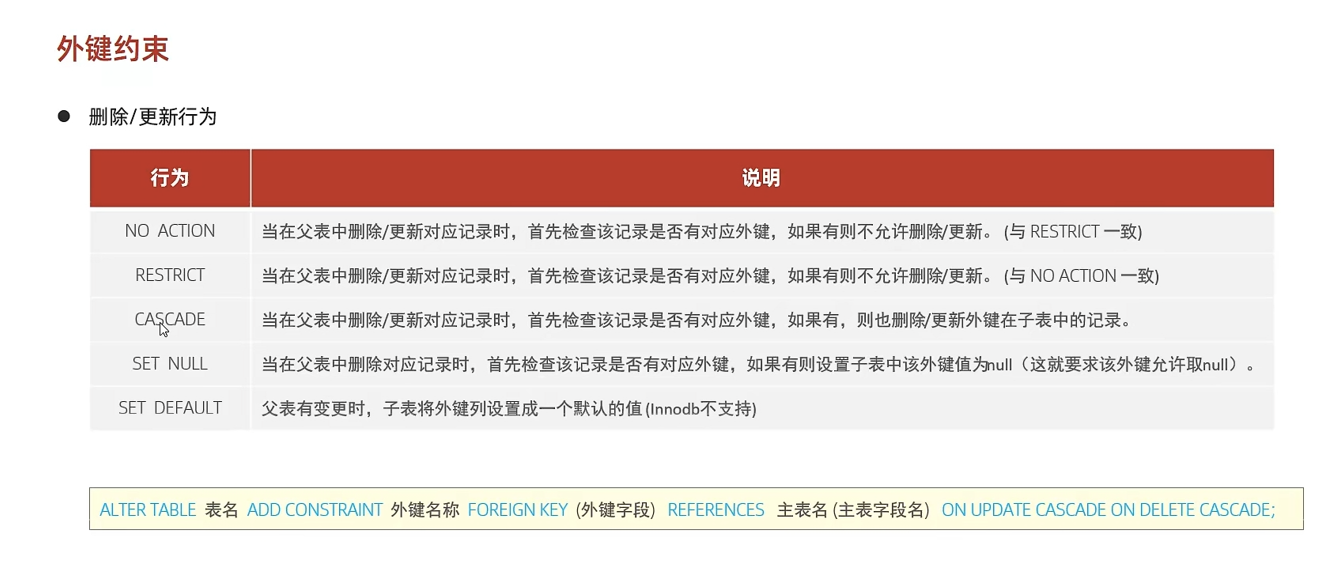 外键约束
● 删除/更新行为
行为 说明
NO ACTION 当在父表中删除/更新对应记录时，首先检查该记录是否有对应外键，如果有则不允许删除/更新。 (与 RESTRICT 一致)
RESTRICT 当在父表中删除/更新对应记录时，首先检查该记录是否有对应外键，如果有则不允许删除/更新。 (与 NO ACTION 一致)
CASCADE 当在父表中删除/更新对应记录时，首先检查该记录是否有对应外键，如果有，则也删除/更新外键在子表中的记录。
SET NULL 当在父表中删除对应记录时，首先检查该记录是否有对应外键，如果有则设置子表中该外键值为null（这就要求该外键允许取null）。
SET DEFAULT 父表有变更时，子表将外键列设置成一个默认的值 (Innodb不支持)
ALTER TABLE 表名 ADD CONSTRAINT 外键名称 FOREIGN KEY (外键字段) REFERENCES 主表名 (主表字段名) ON UPDATE CASCADE ON DELETE CASCADE;